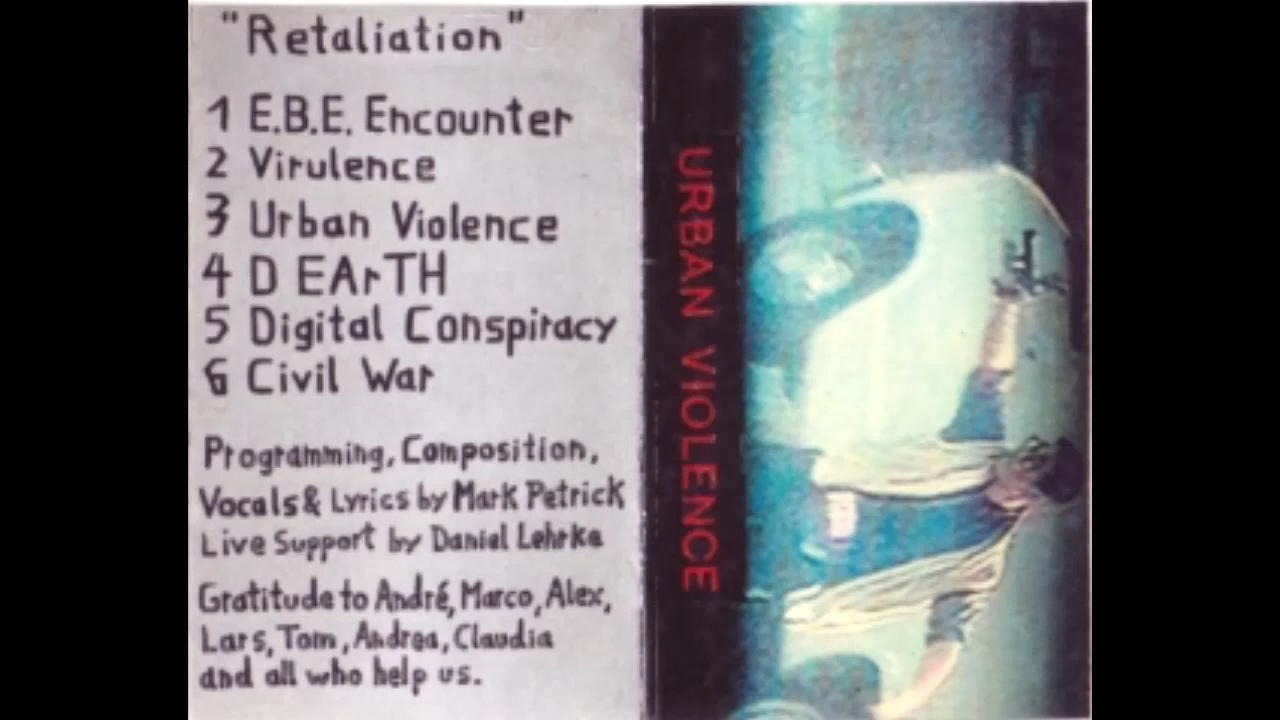 "Retaliation"
1 E.B.E. Encounter
2 Virulence
3 Urban Violence
4 D EArTH
5 Digital Conspiracy
6 Civil War
Programming, Composition,
Vocals & Lyrics by Mark Petrick
Live Support by Daniel Lehrke
Gratitude to André, Marco, Alex,
Lars, Tom, Andrea, Claudia
and all who help us.
URBAN VIOLENCE